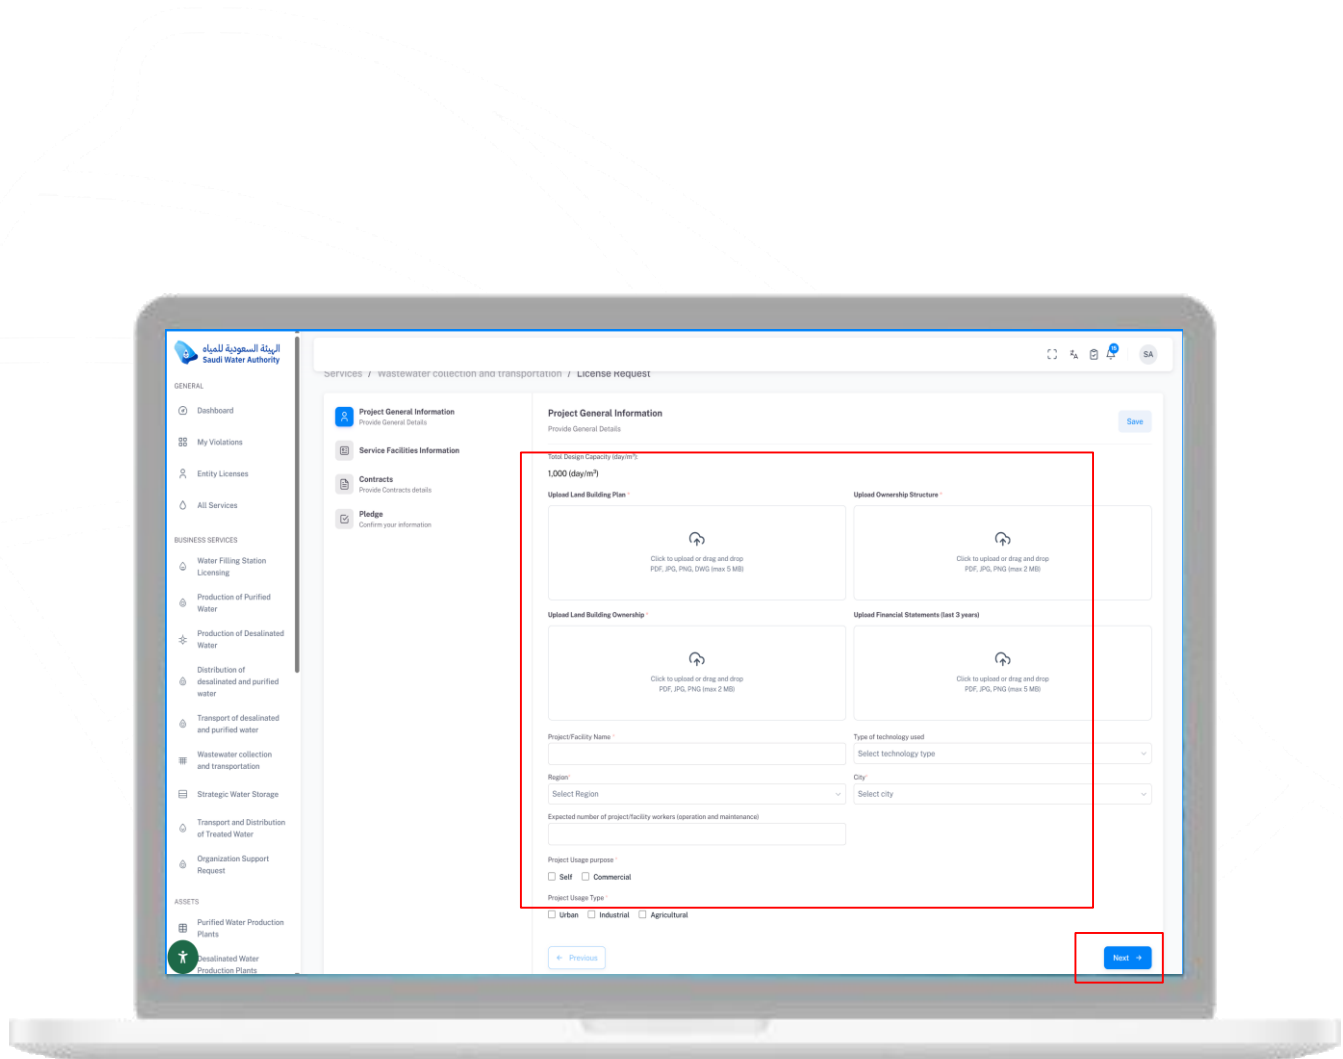 الهيئة السعودية للمياه
Saudi Water Authority
GENERAL
Dashboard
My Violations
Entity Licenses
All Services
BUSINESS SERVICES
Water Filling Station
Licensing
Production of Purified
Water
Production of Desalinated
Water
Distribution of
desalinated and purified
water
Transport of desalinated
and purified water
Wastewater collection
and transportation
Strategic Water Storage
Transport and Distribution
of Treated Water
Organization Support
Request
ASSETS
Purified Water Production
Plants
Desalinated Water
Production Plants
SA
Services / Wastewater collection and transportation / License Request
Project General Information
Provide General Details
Service Facilities Information
Contracts
Provide Contracts details
Pledge
Confirm your information
Project General Information
Provide General Details
Save
Total Design Capacity (day/m³):
1,000 (day/m³)
Upload Land Building Plan *
Click to upload or drag and drop
PDF, JPG, PNG, DWG (max 5 MB)
Upload Ownership Structure *
Click to upload or drag and drop
PDF, JPG, PNG (max 2 MB)
Upload Land Building Ownership *
Click to upload or drag and drop
PDF, JPG, PNG (max 2 MB)
Upload Financial Statements (last 3 years)
Click to upload or drag and drop
PDF, JPG, PNG (max 5 MB)
Project/Facility Name *
Type of technology used
Select technology type
Region *
Select Region
City *
Select city
Expected number of project/facility workers (operation and maintenance)
Project Usage purpose *
Self Commercial
Project Usage Type *
Urban Industrial Agricultural
← Previous
Next →